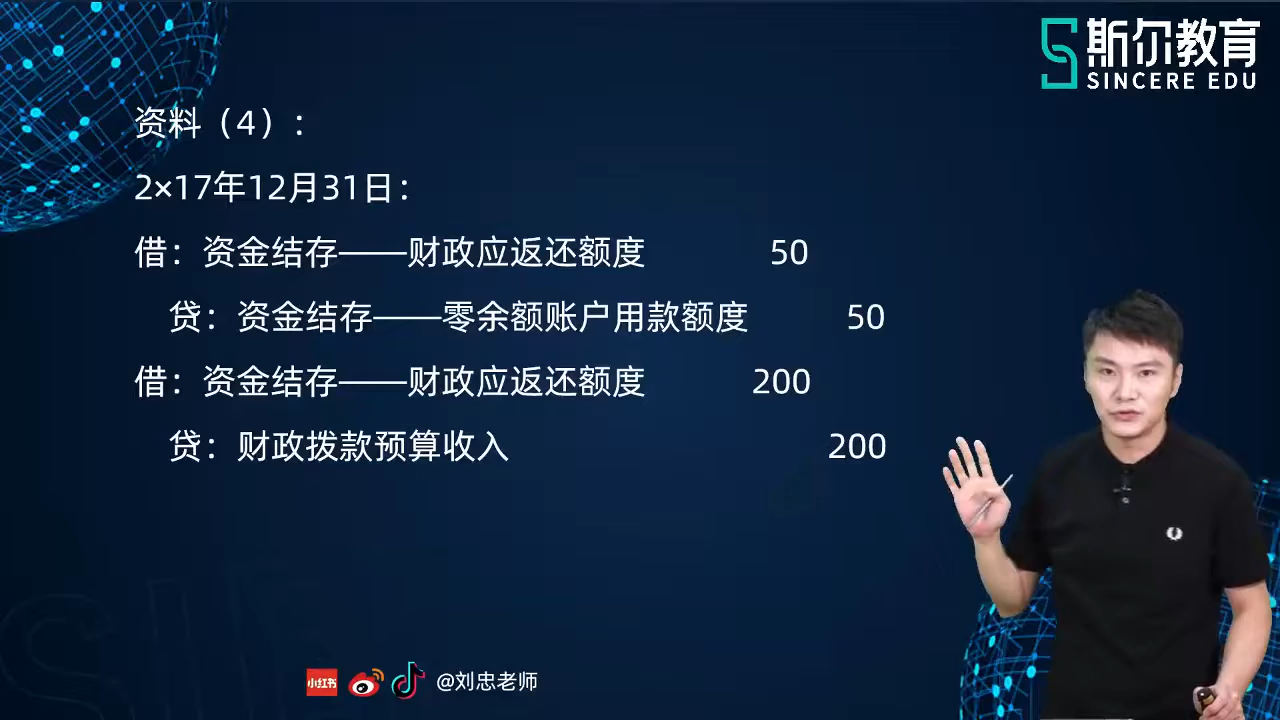 斯尔教育
SINCERE EDU
资料（4）：
2×17年12月31日：
借：资金结存——财政应返还额度 50
贷：资金结存——零余额账户用款额度 50
借：资金结存——财政应返还额度 200
贷：财政拨款预算收入 200
小红书 @刘忠老师